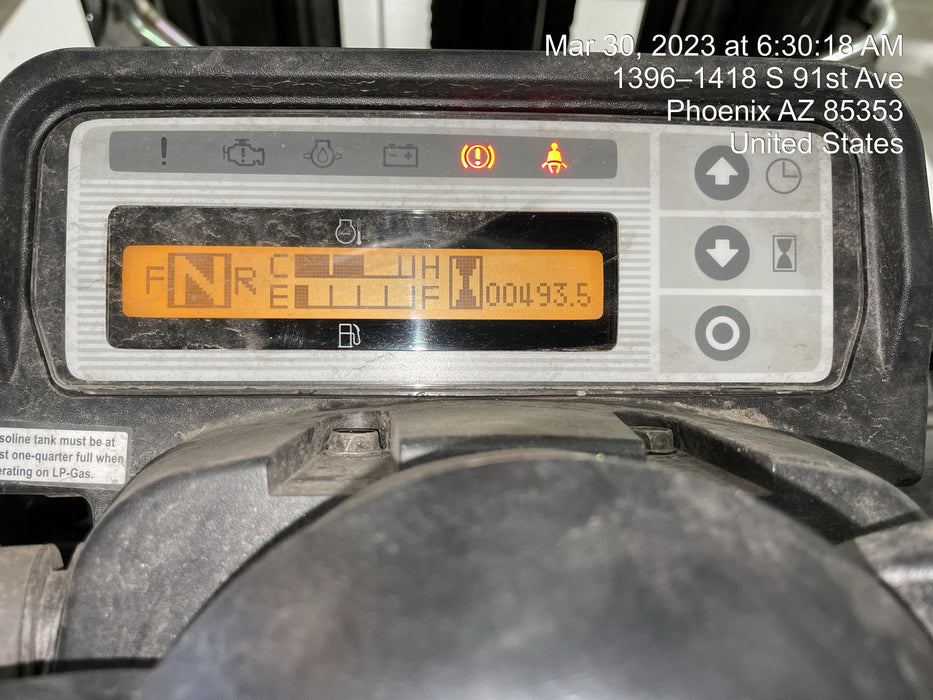 Mar 30, 2023 at 6:30:18 AM
1396–1418 S 91st Ave
Phoenix AZ 85353
United States
F N R C H 00493.5
E F
soline tank must be at
st one-quarter full when
erating on LP-Gas.